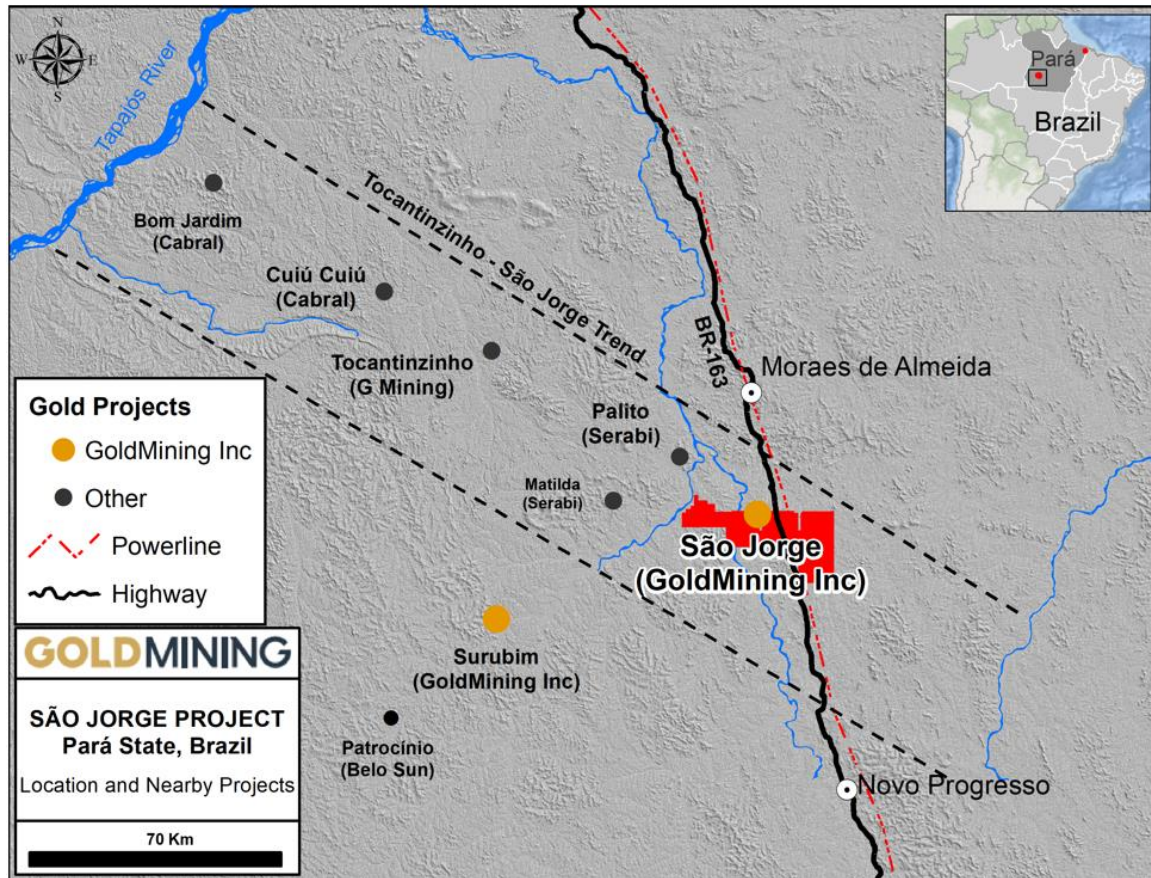 N
W
E
S
Tapajós River
Pará
Brazil
Bom Jardim
(Cabral)
Tocantinzinho - São Jorge Trend
Cuiú Cuiú
(Cabral)
Tocantinzinho
(G Mining)
BR-163
Moraes de Almeida
Palito
(Serabi)
Matilda
(Serabi)
São Jorge
(GoldMining Inc)
Surubim
(GoldMining Inc)
Patrocínio
(Belo Sun)
Novo Progresso
Gold Projects
GoldMining Inc
Other
Powerline
Highway
GOLDMINING
SÃO JORGE PROJECT
Pará State, Brazil
Location and Nearby Projects
70 Km